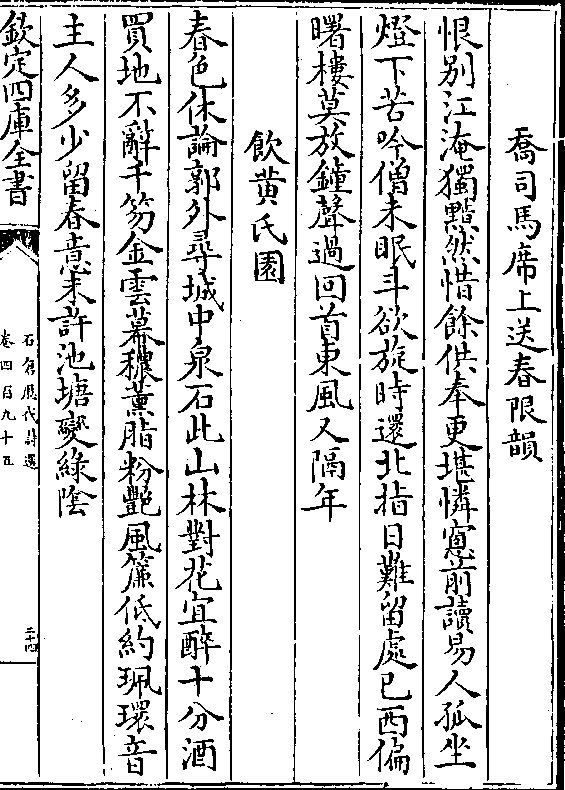 喬司馬席上送春限韻
恨别江淹獨黯然惜餘供奉更堪憐窻前讀易人孤坐
燈下苦吟僧未眠斗欲旋時還北指日難留處已西偏
曙樓莫放鐘聲過回首東風又隔年
飲黄氏園
春色休論郭外尋城中泉石此山林對花宜醉十分酒
買地不辭千笏金雲幕穠薰脂粉艷風簾低約珮環音
主人多少留春意未許池塘變緑陰
欽定四庫全書
石倉歴代詩選
卷四百九十五
三十四